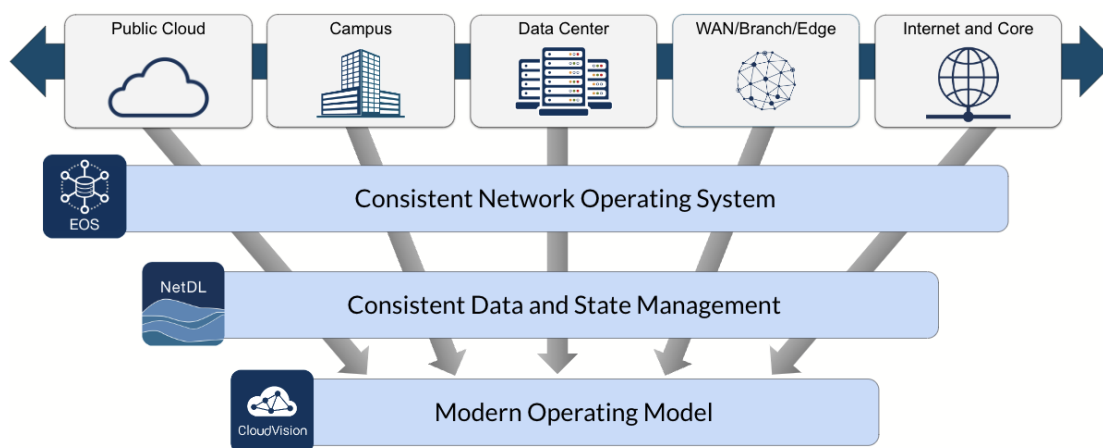 Public Cloud
Campus
Data Center
WAN/Branch/Edge
Internet and Core
EOS
Consistent Network Operating System
NetDL
Consistent Data and State Management
CloudVision
Modern Operating Model